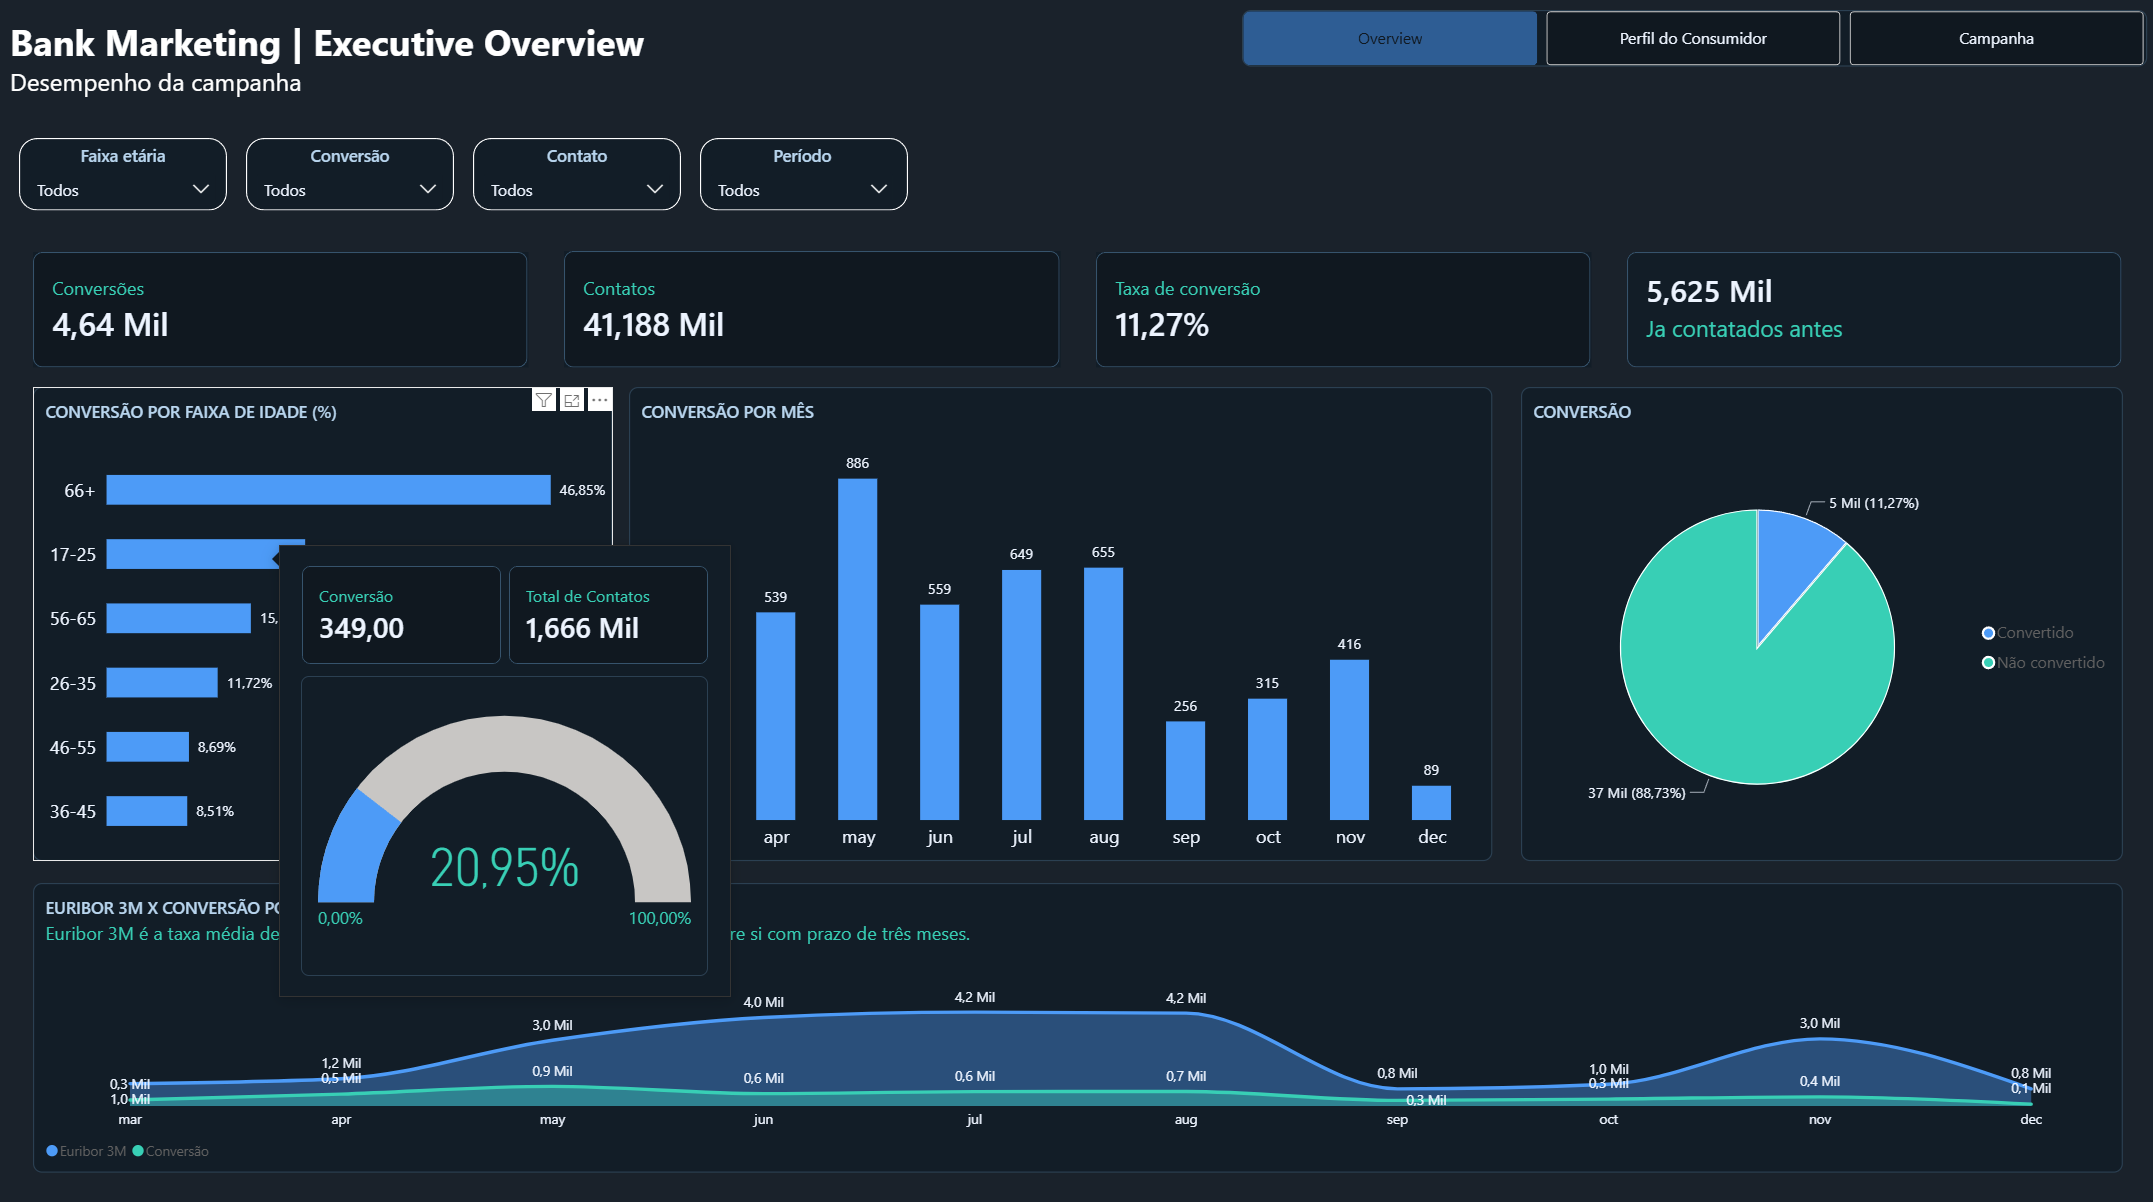 Bank Marketing | Executive Overview
Desempenho da campanha
Overview
Perfil do Consumidor
Campanha
Faixa etária
Todos
Conversão
Todos
Contato
Todos
Período
Todos
Conversões
4,64 Mil
Contatos
41,188 Mil
Taxa de conversão
11,27%
5,625 Mil
Ja contatados antes
CONVERSÃO POR FAIXA DE IDADE (%)
66+
46,85%
17-25
56-65
15,
26-35
11,72%
46-55
8,69%
36-45
8,51%
Conversão
349,00
Total de Contatos
1,666 Mil
20,95%
0,00%
100,00%
CONVERSÃO POR MÊS
539
886
559
649
655
256
315
416
89
apr
may
jun
jul
aug
sep
oct
nov
dec
CONVERSÃO
5 Mil (11,27%)
37 Mil (88,73%)
Convertido
Não convertido
EURIBOR 3M X CONVERSÃO
Euribor 3M é a taxa média de
re si com prazo de três meses.
0,3 Mil
1,2 Mil
3,0 Mil
4,0 Mil
4,2 Mil
4,2 Mil
0,8 Mil
1,0 Mil
3,0 Mil
0,8 Mil
1,0 Mil
0,5 Mil
0,9 Mil
0,6 Mil
0,6 Mil
0,7 Mil
0,3 Mil
0,3 Mil
0,4 Mil
0,1 Mil
mar
apr
may
jun
jul
aug
sep
oct
nov
dec
Euribor 3M
Conversão